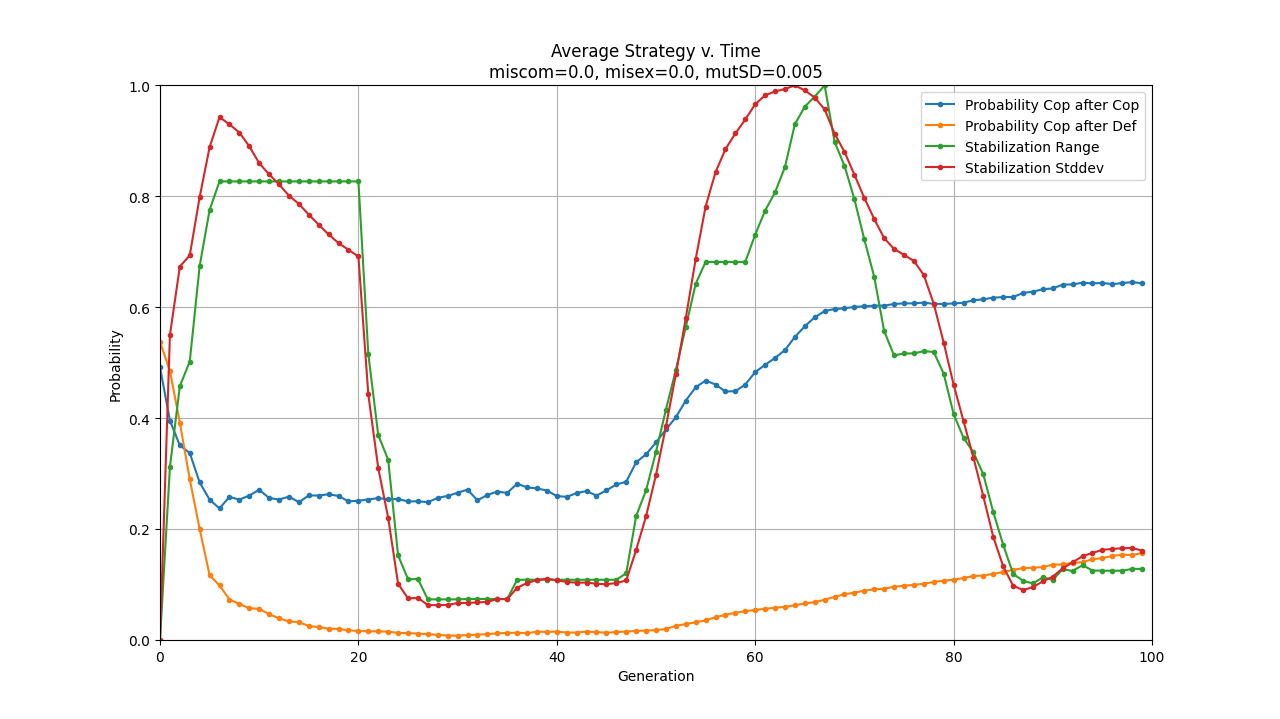 Average Strategy v. Time
miscom=0.0, misex=0.0, mutSD=0.005
Probability Cop after Cop
Probability Cop after Def
Stabilization Range
Stabilization Stddev
Probability
1.0
0.8
0.6
0.4
0.2
0.0
0 20 40 60 80 100
Generation